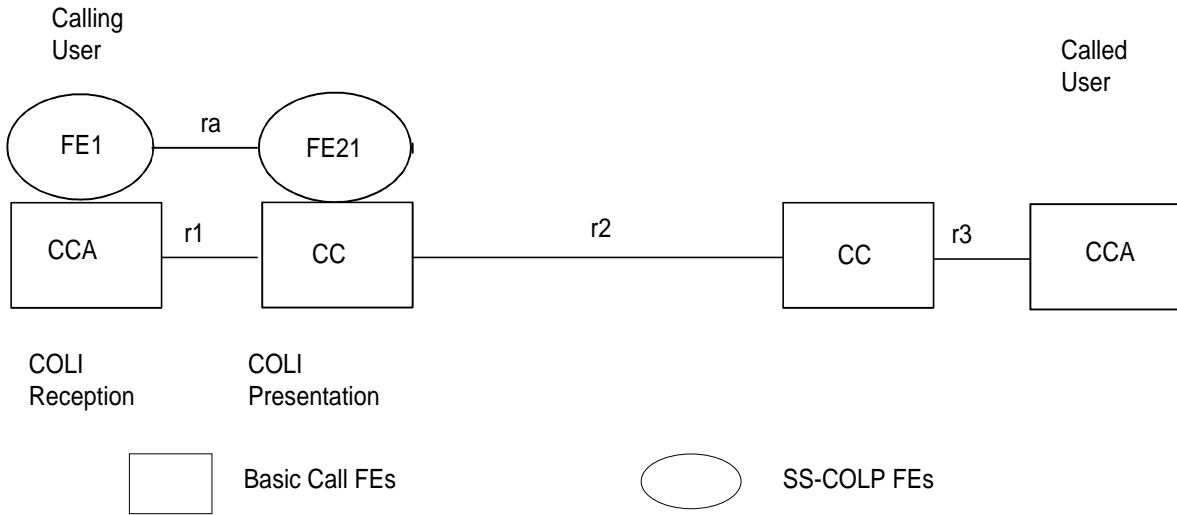 Calling
User
Called
User
FE1
ra
FE21
CCA
r1
CC
r2
CC
r3
CCA
COLI
Reception
COLI
Presentation
Basic Call FEs
SS-COLP FEs